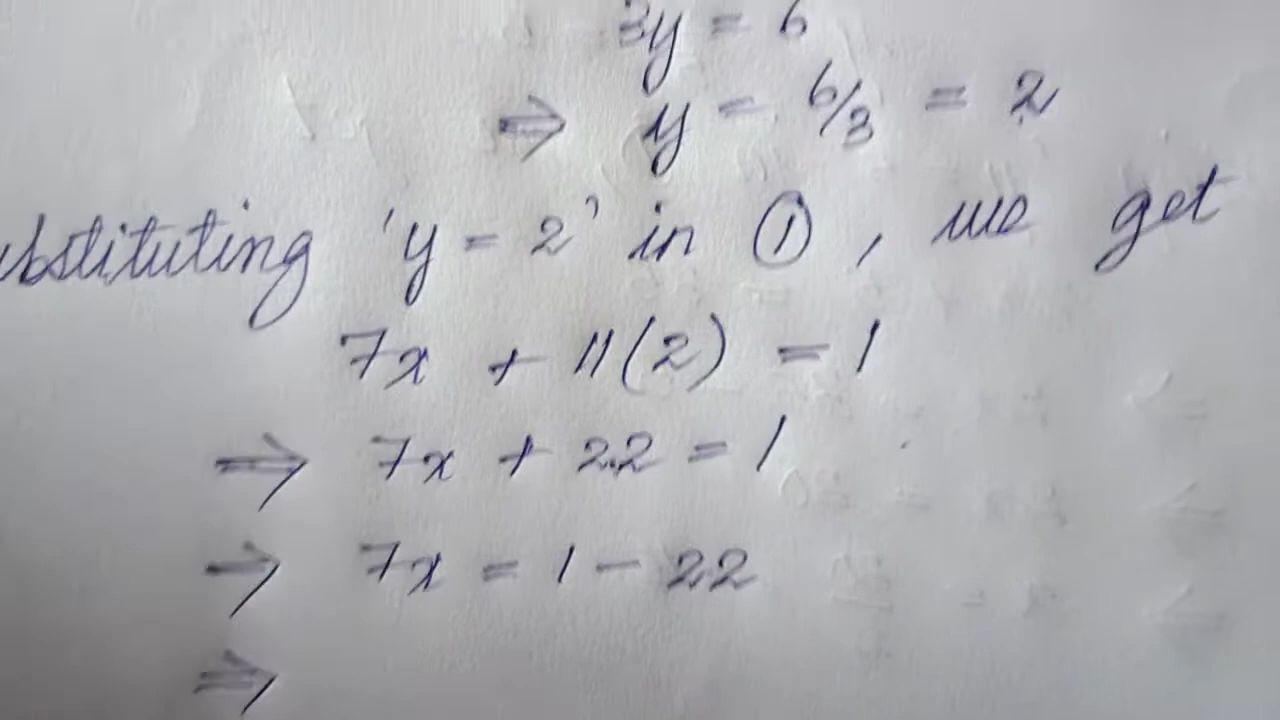 3y = 6
⇒ y = 6/3 = 2
ubstituting 'y = 2' in ①, we get
7x + 11(2) = 1
⇒ 7x + 22 = 1
⇒ 7x = 1 - 22
⇒